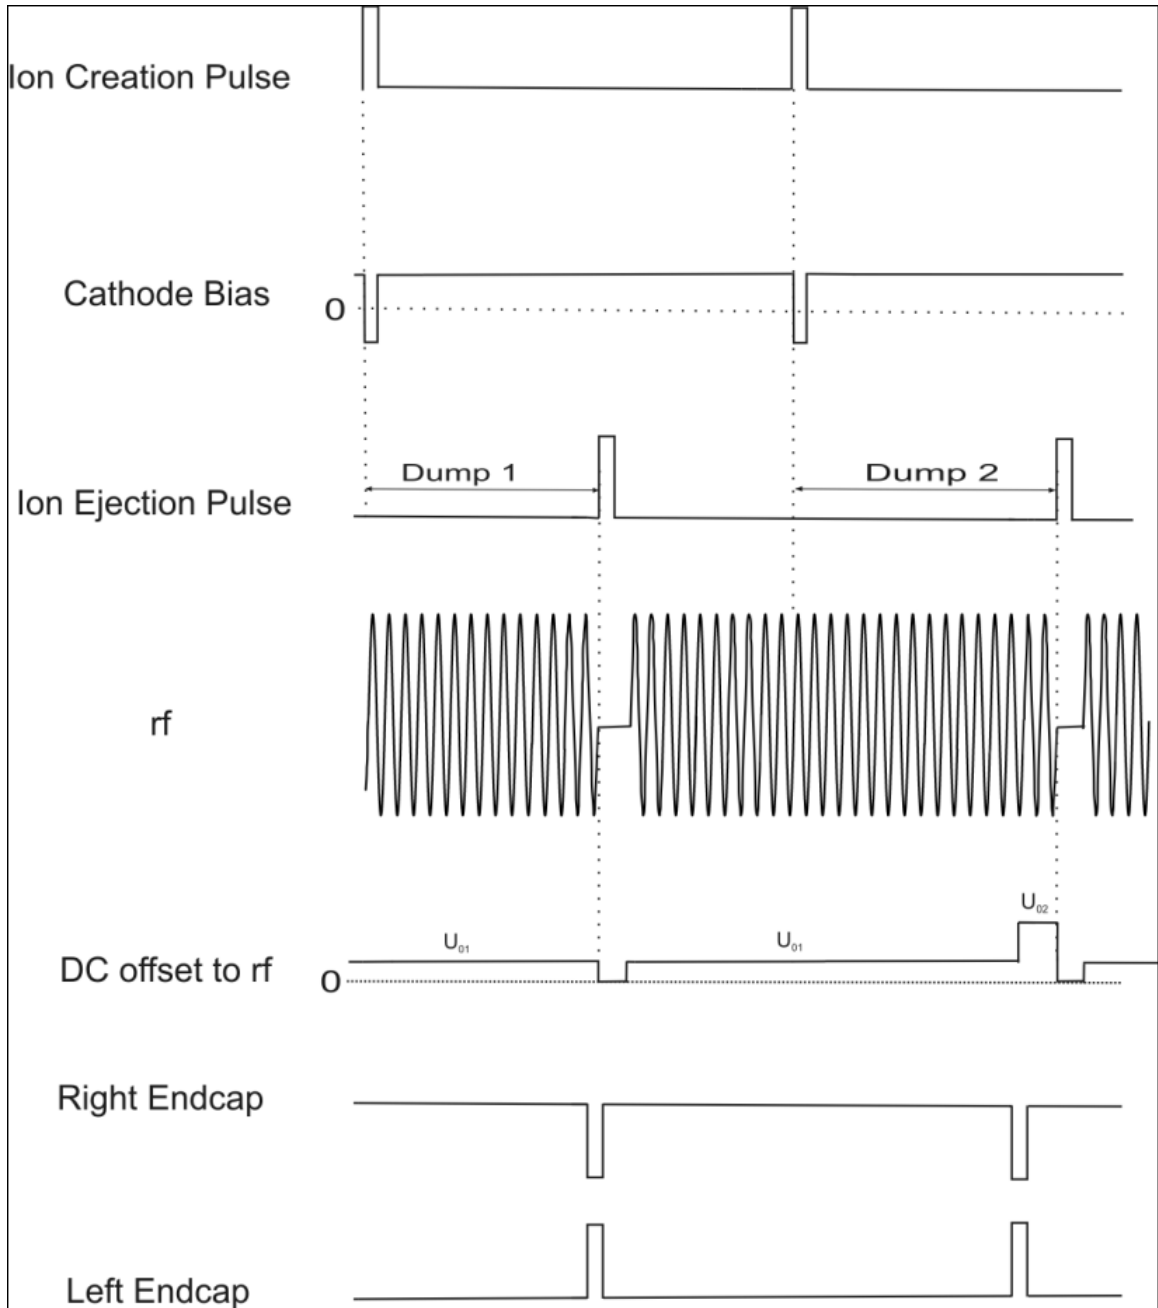 Ion Creation Pulse
Cathode Bias
0
Dump 1
Dump 2
Ion Ejection Pulse
rf
U02
U01
U01
DC offset to rf
0
Right Endcap
Left Endcap